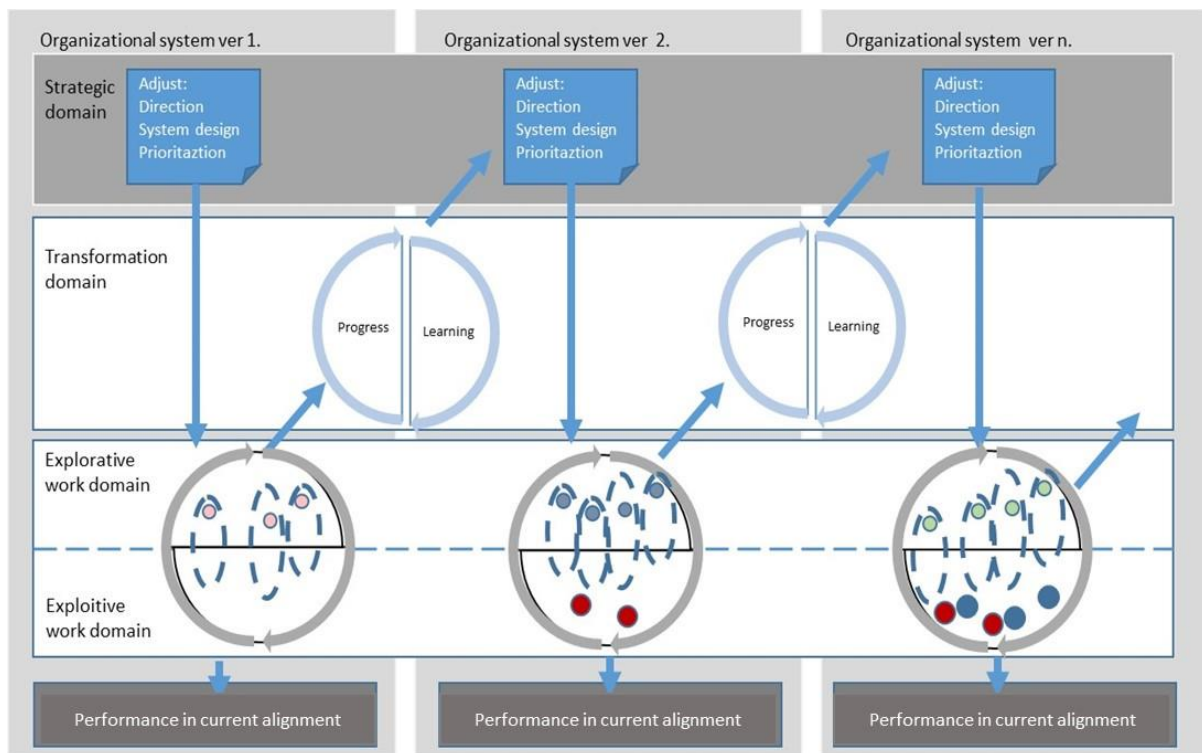 Organizational system ver 1.
Organizational system ver 2.
Organizational system ver n.
Strategic
domain
Adjust:
Direction
System design
Prioritaztion
Adjust:
Direction
System design
Prioritaztion
Adjust:
Direction
System design
Prioritaztion
Transformation
domain
Progress
Learning
Progress
Learning
Explorative
work domain
Exploitive
work domain
Performance in current alignment
Performance in current alignment
Performance in current alignment